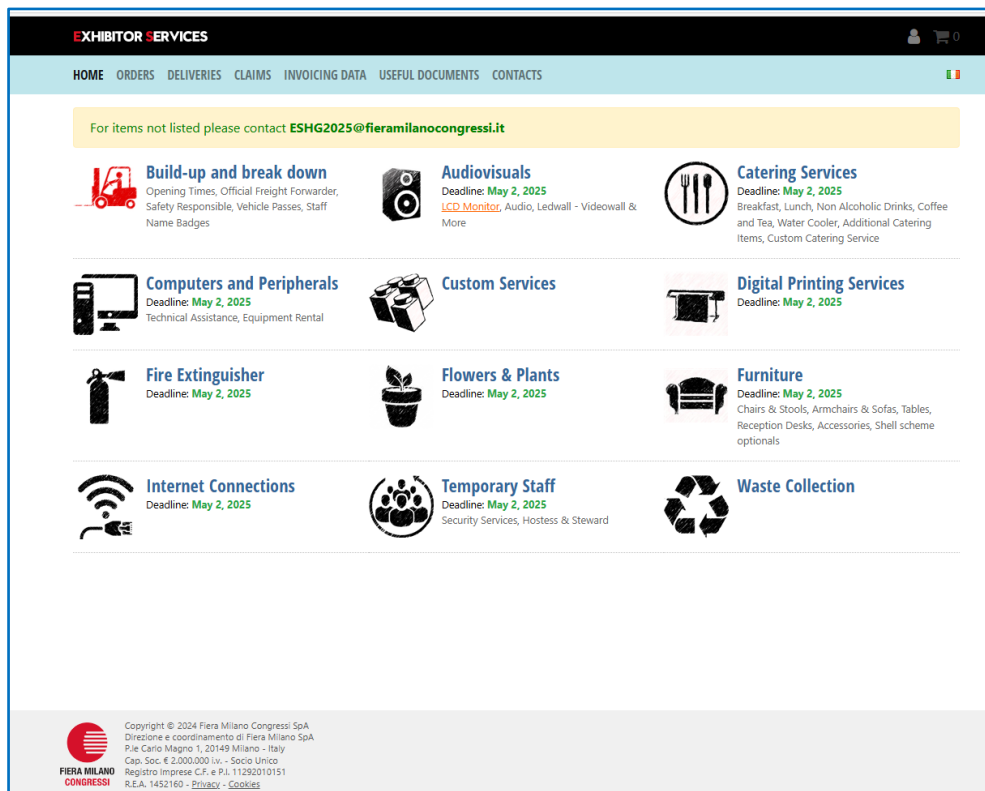 EXHIBITOR SERVICES
0
HOME ORDERS DELIVERIES CLAIMS INVOICING DATA USEFUL DOCUMENTS CONTACTS
For items not listed please contact ESHG2025@fieramilanocongressi.it
Build-up and break down
Opening Times, Official Freight Forwarder,
Safety Responsible, Vehicle Passes, Staff
Name Badges
Audiovisuals
Deadline: May 2, 2025
LCD Monitor, Audio, Ledwall - Videowall &
More
Catering Services
Deadline: May 2, 2025
Breakfast, Lunch, Non Alcoholic Drinks, Coffee
and Tea, Water Cooler, Additional Catering
Items, Custom Catering Service
Computers and Peripherals
Deadline: May 2, 2025
Technical Assistance, Equipment Rental
Custom Services
Digital Printing Services
Deadline: May 2, 2025
Fire Extinguisher
Deadline: May 2, 2025
Flowers & Plants
Deadline: May 2, 2025
Furniture
Deadline: May 2, 2025
Chairs & Stools, Armchairs & Sofas, Tables,
Reception Desks, Accessories, Shell scheme
optionals
Internet Connections
Deadline: May 2, 2025
Temporary Staff
Deadline: May 2, 2025
Security Services, Hostess & Steward
Waste Collection
FIERA MILANO
CONGRESSI
Copyright © 2024 Fiera Milano Congressi SpA
Direzione e coordinamento di Fiera Milano SpA
P.le Carlo Magno 1, 20149 Milano - Italy
Cap. Soc. € 2.000.000 i.v. - Socio Unico
Registro Imprese C.F. e P.I. 11292010151
R.E.A. 1452160 - Privacy - Cookies